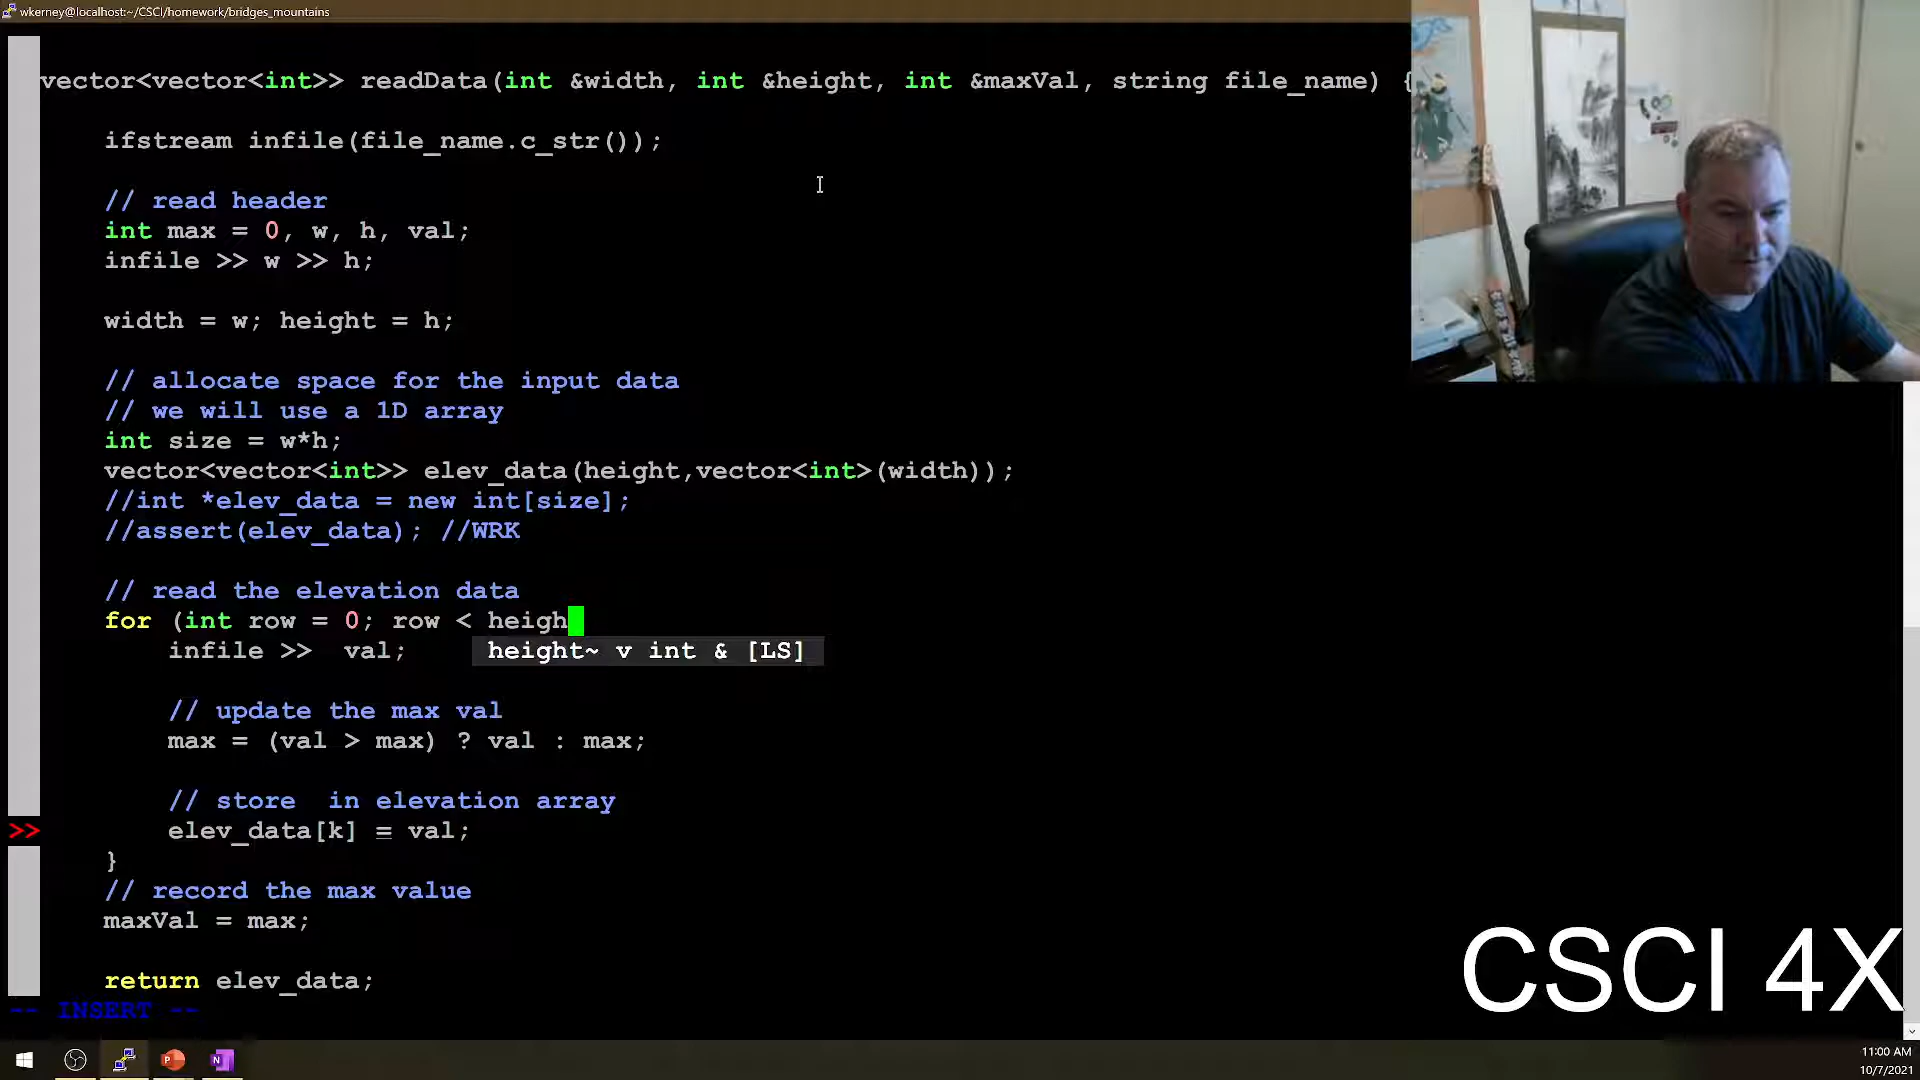 wkerney@localhost:~/CSCI/homework/bridges_mountains
vector<vector<int>> readData(int &width, int &height, int &maxVal, string file_name) {
ifstream infile(file_name.c_str());
// read header
int max = 0, w, h, val;
infile >> w >> h;
width = w; height = h;
// allocate space for the input data
// we will use a 1D array
int size = w*h;
vector<vector<int>> elev_data(height,vector<int>(width));
//int *elev_data = new int[size];
//assert(elev_data); //WRK
// read the elevation data
for (int row = 0; row < heigh
infile >>  val;
height~ v int & [LS]
// update the max val
max = (val > max) ? val : max;
// store  in elevation array
>> elev_data[k] = val;
}
// record the max value
maxVal = max;
return elev_data;
-- INSERT --
CSCI 4X
11:00 AM
10/7/2021